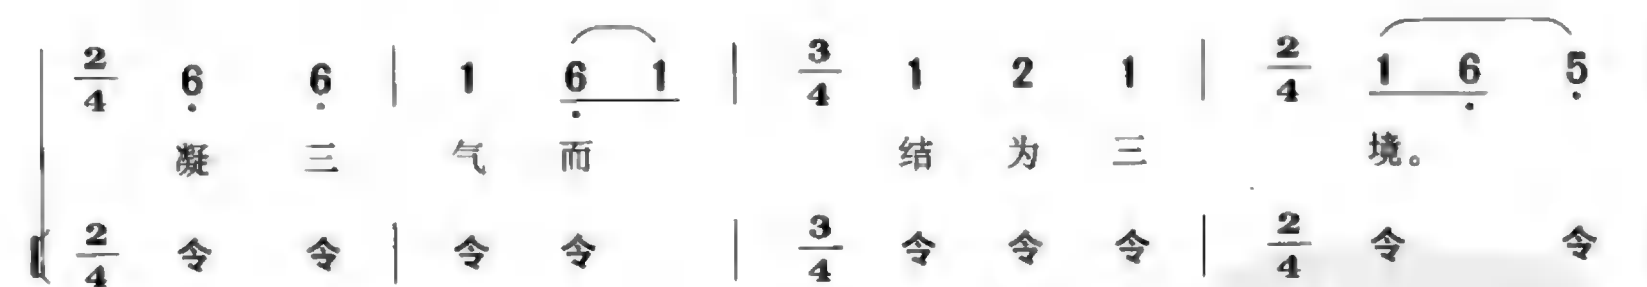 2/4 6̣ 6̣ | 1 6̣ 1 | 3/4 1 2 1 | 2/4 1 6̣ 5̣
凝 三 气 而 结 为 三 境。
2/4 令 令 | 令 令 | 3/4 令 令 令 | 2/4 令 令